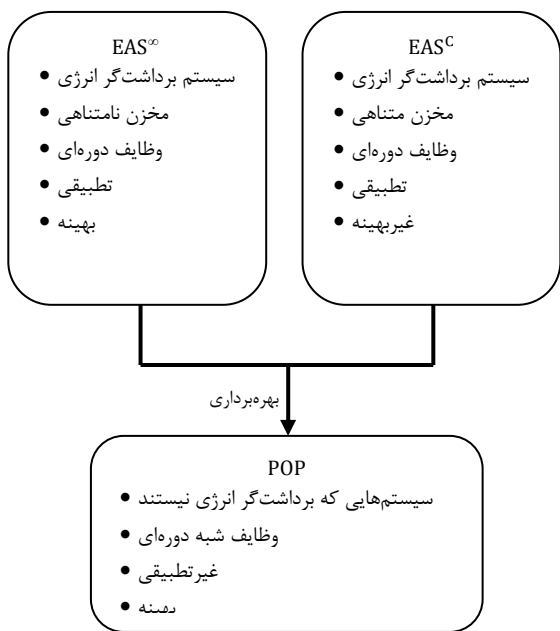 EAS^C
• سیستم برداشت‌گر انرژی
• مخزن متناهی
• وظایف دوره‌ای
• تطبیقی
• غیربهینه
EAS^∞
• سیستم برداشت‌گر انرژی
• مخزن نامتناهی
• وظایف دوره‌ای
• تطبیقی
• بهینه
بهره‌برداری
POP
• سیستم‌هایی که برداشت‌گر انرژی نیستند
• وظایف شبه دوره‌ای
• غیرتطبیقی
• بهینه